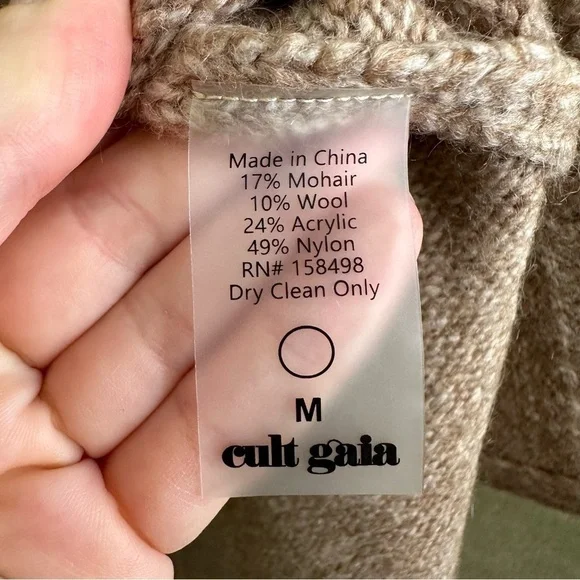 Made in China
17% Mohair
10% Wool
24% Acrylic
49% Nylon
RN# 158498
Dry Clean Only
M
cult gaia